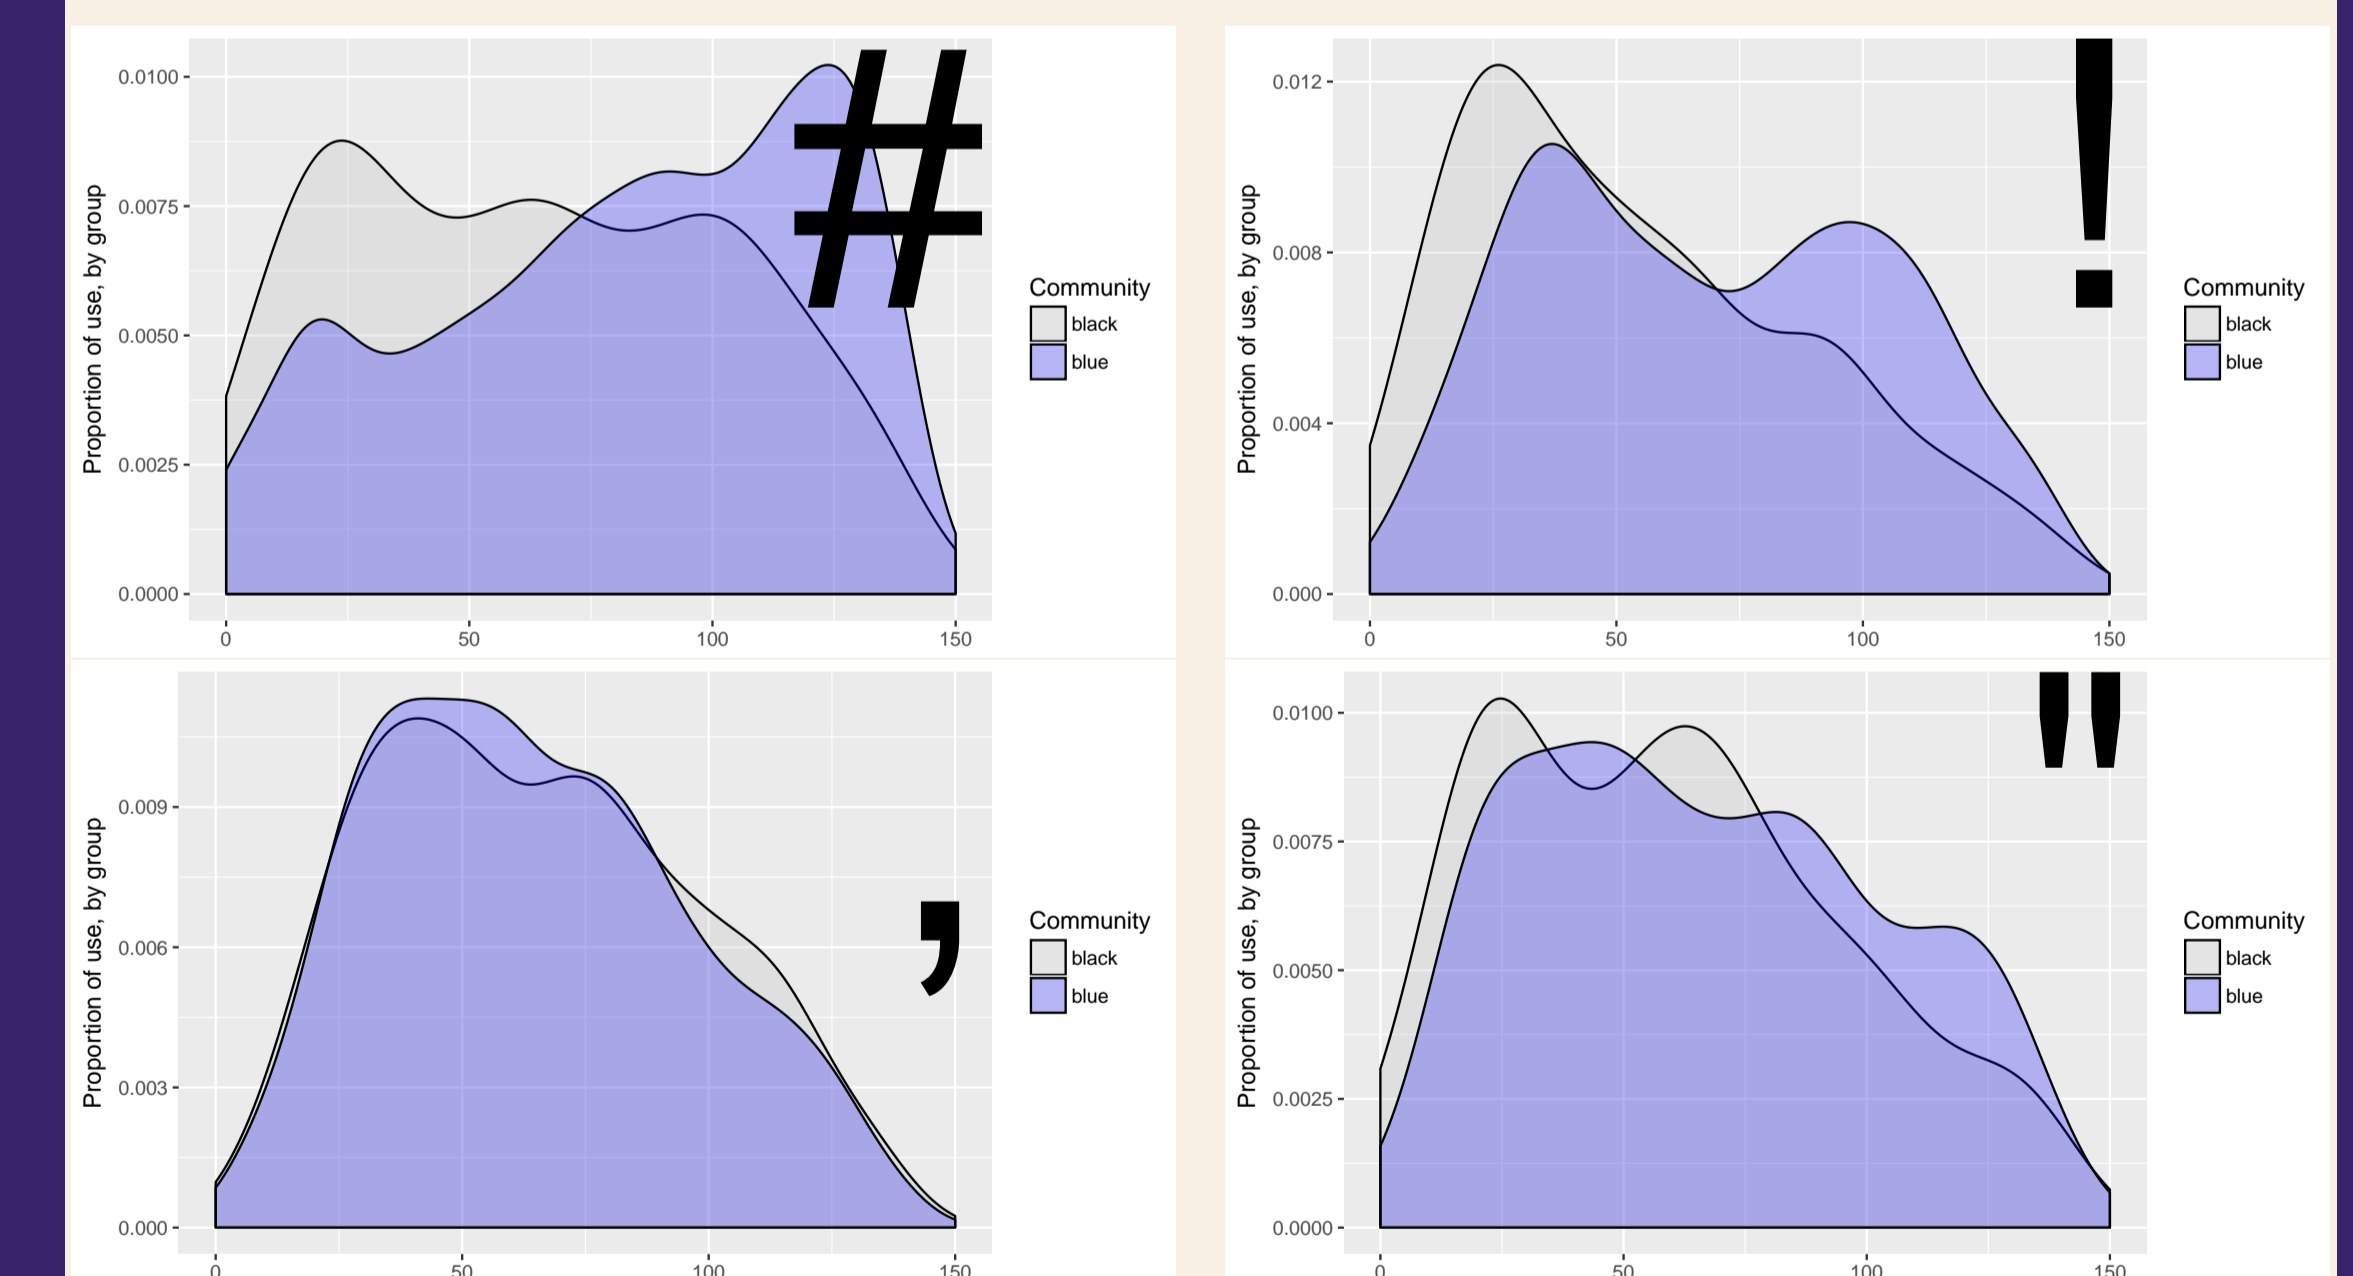 #
Proportion of use, by group
0.0100
0.0075
0.0050
0.0025
0.0000
0 50 100 150
Community
black
blue
!
Proportion of use, by group
0.012
0.008
0.004
0.000
0 50 100 150
Community
black
blue
,
Proportion of use, by group
0.009
0.006
0.003
0.000
0 50 100 150
Community
black
blue
"
Proportion of use, by group
0.0100
0.0075
0.0050
0.0025
0.0000
0 50 100 150
Community
black
blue